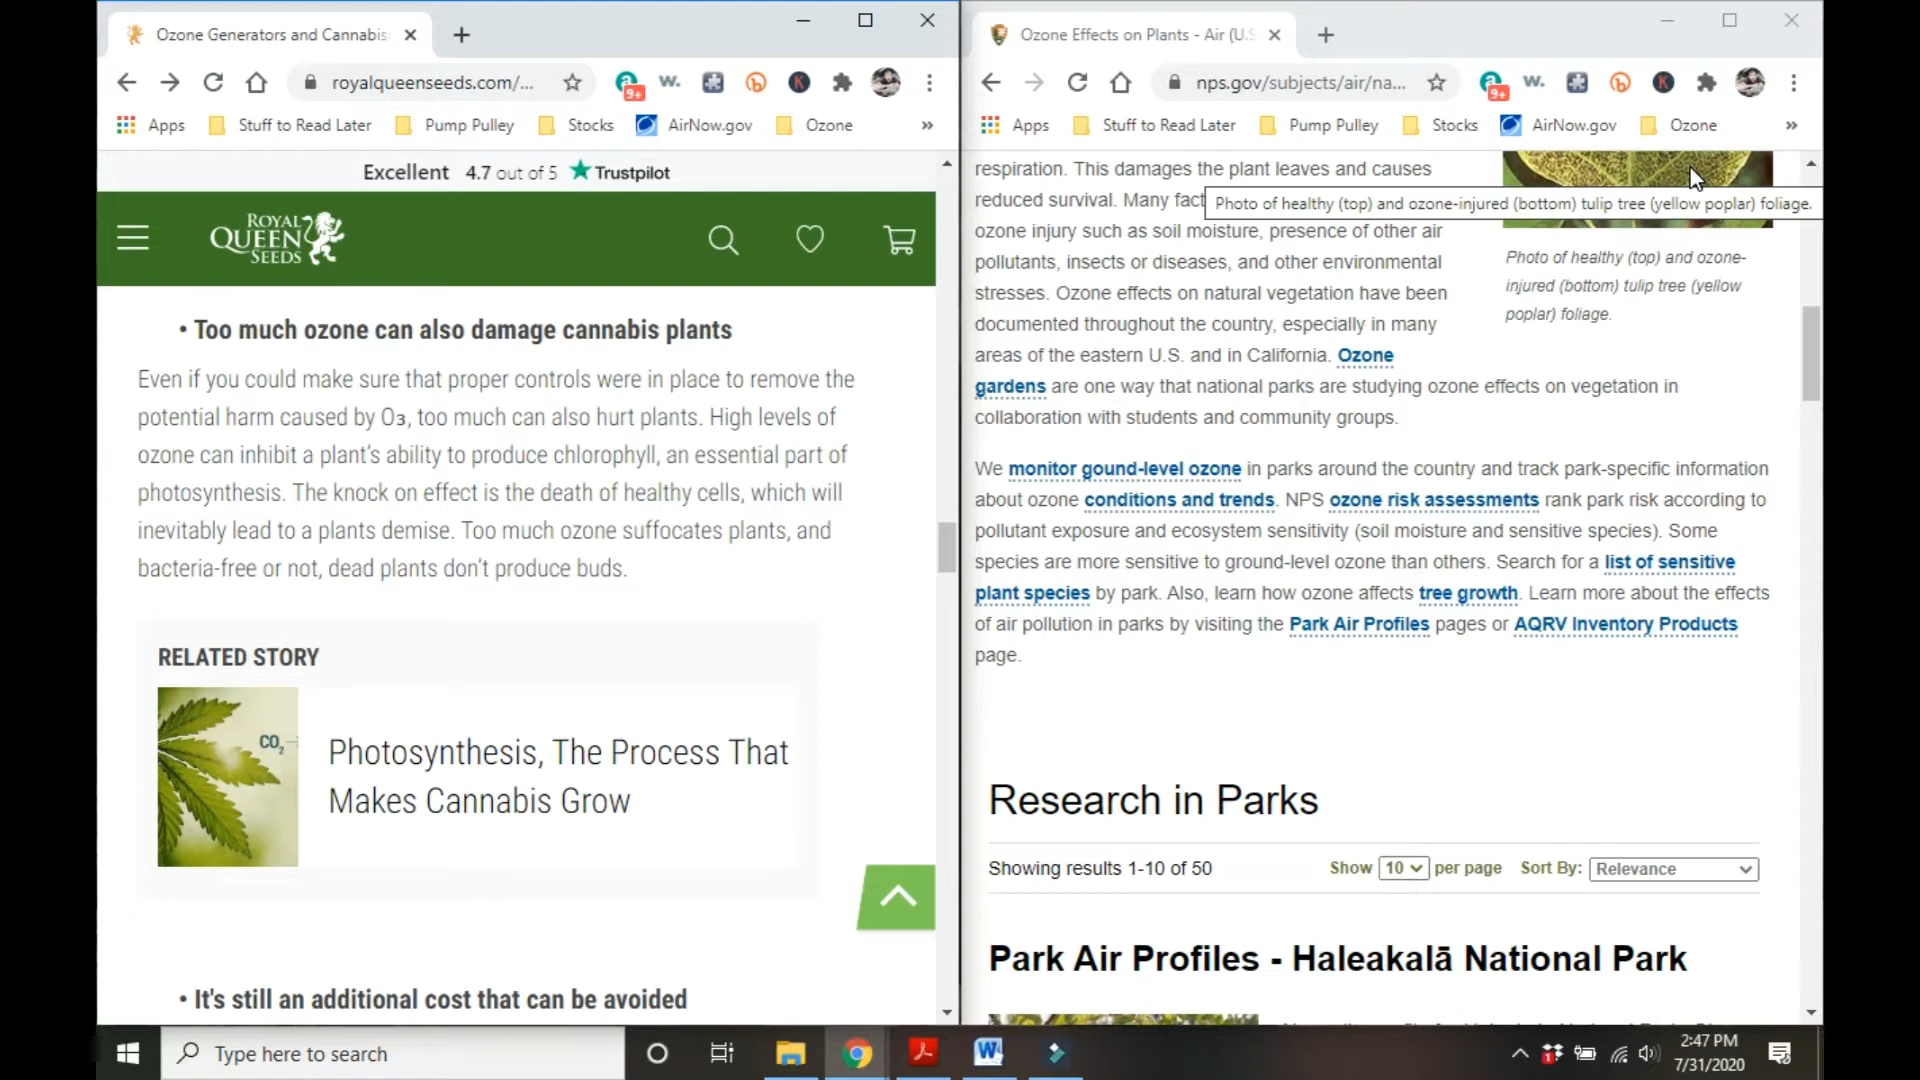 Ozone Generators and Cannabis
royalqueenseeds.com/...
9+
w.
K
Apps
Stuff to Read Later
Pump Pulley
Stocks
AirNow.gov
Ozone
»
Excellent 4.7 out of 5 Trustpilot
ROYAL
QUEEN
SEEDS
• Too much ozone can also damage cannabis plants
Even if you could make sure that proper controls were in place to remove the
potential harm caused by O₃, too much can also hurt plants. High levels of
ozone can inhibit a plant's ability to produce chlorophyll, an essential part of
photosynthesis. The knock on effect is the death of healthy cells, which will
inevitably lead to a plants demise. Too much ozone suffocates plants, and
bacteria-free or not, dead plants don't produce buds.
RELATED STORY
CO₂
Photosynthesis, The Process That
Makes Cannabis Grow
• It's still an additional cost that can be avoided
Ozone Effects on Plants - Air (U.S
nps.gov/subjects/air/na...
9+
w.
K
Apps
Stuff to Read Later
Pump Pulley
Stocks
AirNow.gov
Ozone
»
respiration. This damages the plant leaves and causes
reduced survival. Many fact
Photo of healthy (top) and ozone-injured (bottom) tulip tree (yellow poplar) foliage.
ozone injury such as soil moisture, presence of other air
pollutants, insects or diseases, and other environmental
stresses. Ozone effects on natural vegetation have been
documented throughout the country, especially in many
areas of the eastern U.S. and in California. Ozone
gardens are one way that national parks are studying ozone effects on vegetation in
collaboration with students and community groups.
Photo of healthy (top) and ozone-
injured (bottom) tulip tree (yellow
poplar) foliage.
We monitor gound-level ozone in parks around the country and track park-specific information
about ozone conditions and trends. NPS ozone risk assessments rank park risk according to
pollutant exposure and ecosystem sensitivity (soil moisture and sensitive species). Some
species are more sensitive to ground-level ozone than others. Search for a list of sensitive
plant species by park. Also, learn how ozone affects tree growth. Learn more about the effects
of air pollution in parks by visiting the Park Air Profiles pages or AQRV Inventory Products
page.
Research in Parks
Showing results 1-10 of 50
Show 10 per page Sort By: Relevance
Park Air Profiles - Haleakalā National Park
Type here to search
2:47 PM
7/31/2020